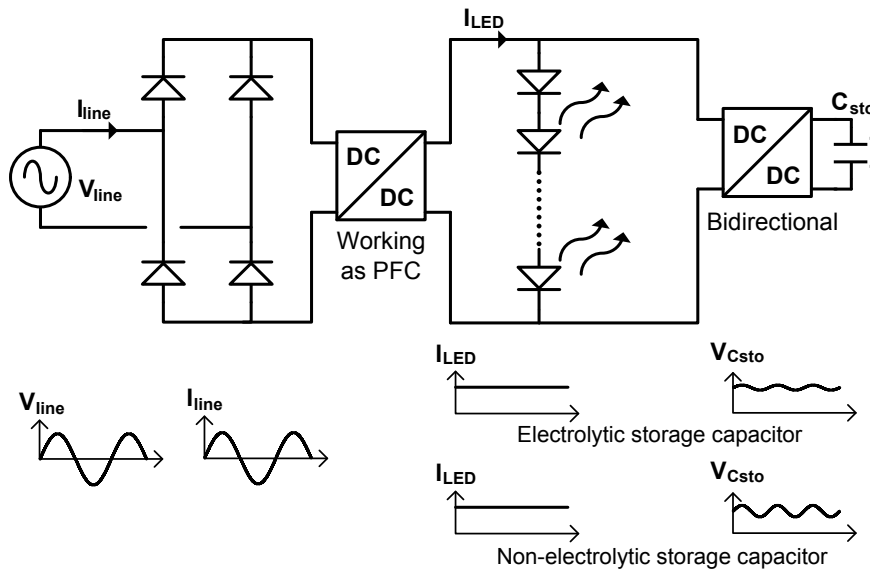 I_LED
C_sto
I_line
V_line
DC
DC
DC
DC
Working
as PFC
Bidirectional
I_LED
V_Csto
V_line
I_line
Electrolytic storage capacitor
I_LED
V_Csto
Non-electrolytic storage capacitor